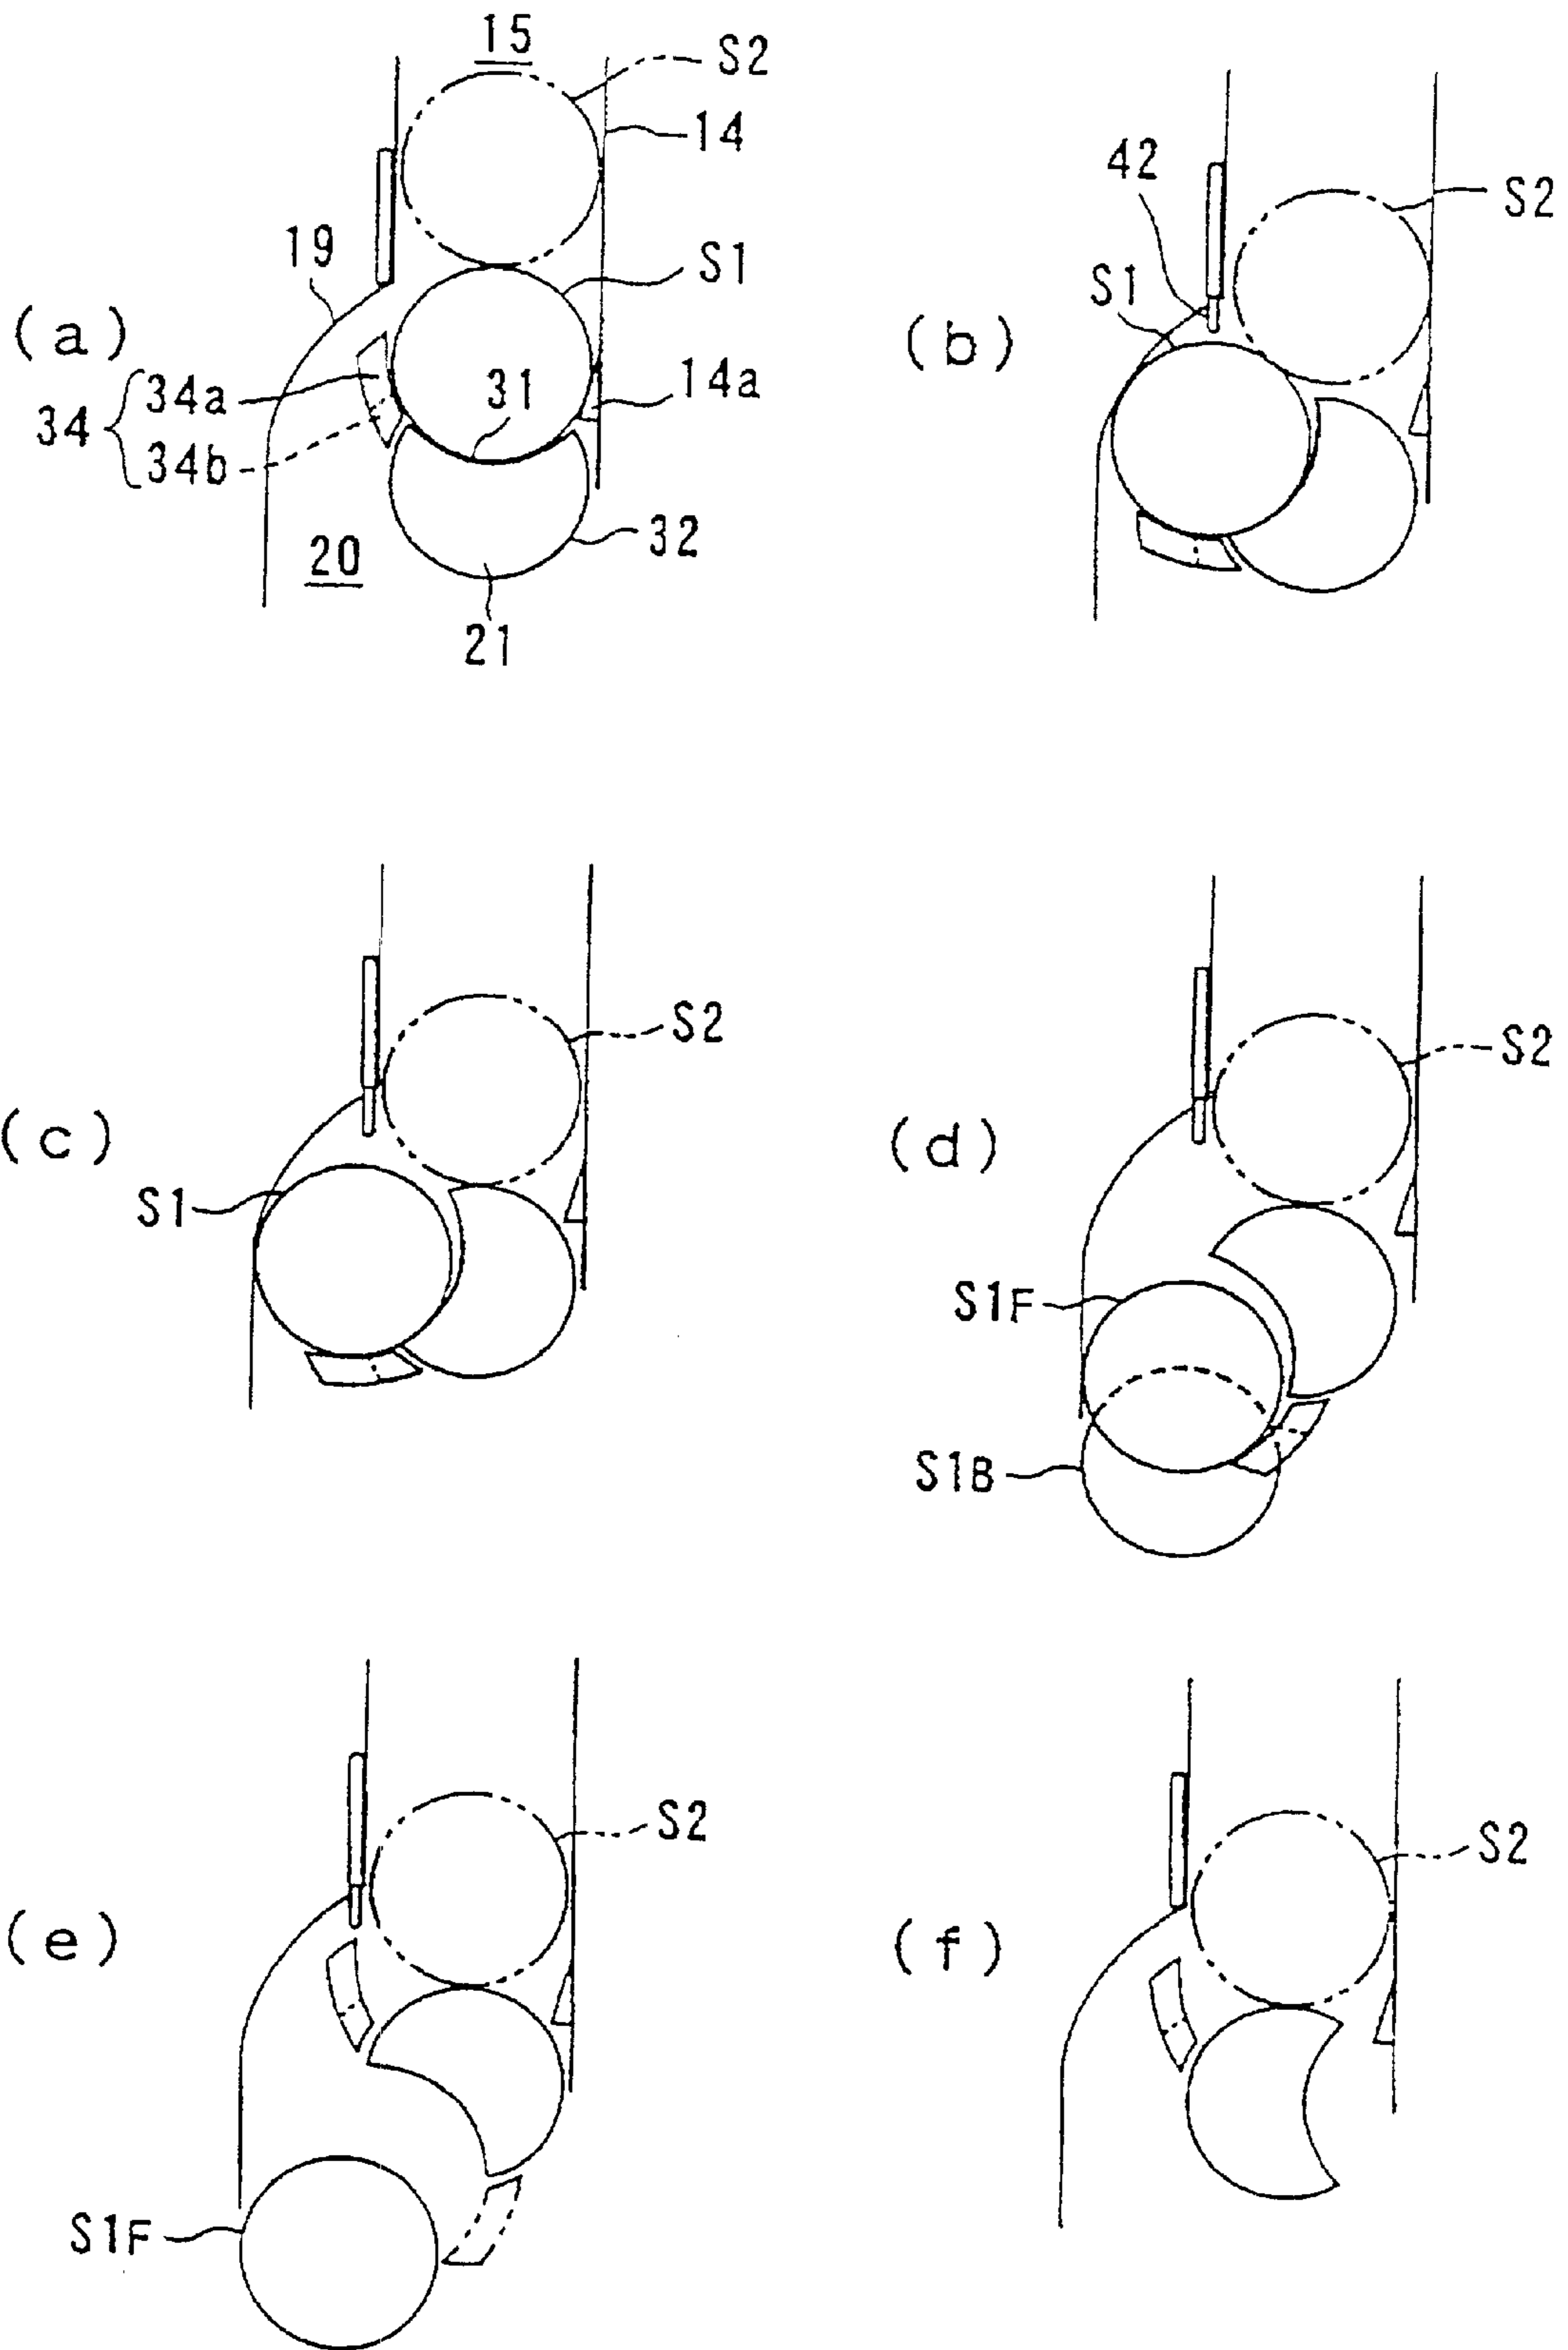 (a)
15
S2
14
19
S1
34 { 34a
34b
31
14a
20
32
21
(b)
42
S1
S2
(c)
S2
S1
(d)
S2
S1F
S1B
(e)
S2
S1F
(f)
S2